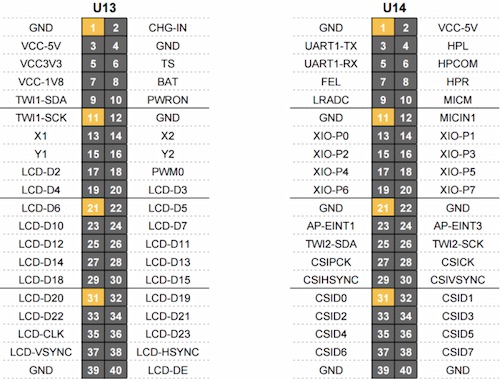 U13 U14
GND 1 2 CHG-IN GND 1 2 VCC-5V
VCC-5V 3 4 GND UART1-TX 3 4 HPL
VCC3V3 5 6 TS UART1-RX 5 6 HPCOM
VCC-1V8 7 8 BAT FEL 7 8 HPR
TWI1-SDA 9 10 PWRON LRADC 9 10 MICM
TWI1-SCK 11 12 GND GND 11 12 MICIN1
X1 13 14 X2 XIO-P0 13 14 XIO-P1
Y1 15 16 Y2 XIO-P2 15 16 XIO-P3
LCD-D2 17 18 PWM0 XIO-P4 17 18 XIO-P5
LCD-D4 19 20 LCD-D3 XIO-P6 19 20 XIO-P7
LCD-D6 21 22 LCD-D5 GND 21 22 GND
LCD-D10 23 24 LCD-D7 AP-EINT1 23 24 AP-EINT3
LCD-D12 25 26 LCD-D11 TWI2-SDA 25 26 TWI2-SCK
LCD-D14 27 28 LCD-D13 CSIPCK 27 28 CSICK
LCD-D18 29 30 LCD-D15 CSIHSYNC 29 30 CSIVSYNC
LCD-D20 31 32 LCD-D19 CSID0 31 32 CSID1
LCD-D22 33 34 LCD-D21 CSID2 33 34 CSID3
LCD-CLK 35 36 LCD-D23 CSID4 35 36 CSID5
LCD-VSYNC 37 38 LCD-HSYNC CSID6 37 38 CSID7
GND 39 40 LCD-DE GND 39 40 GND